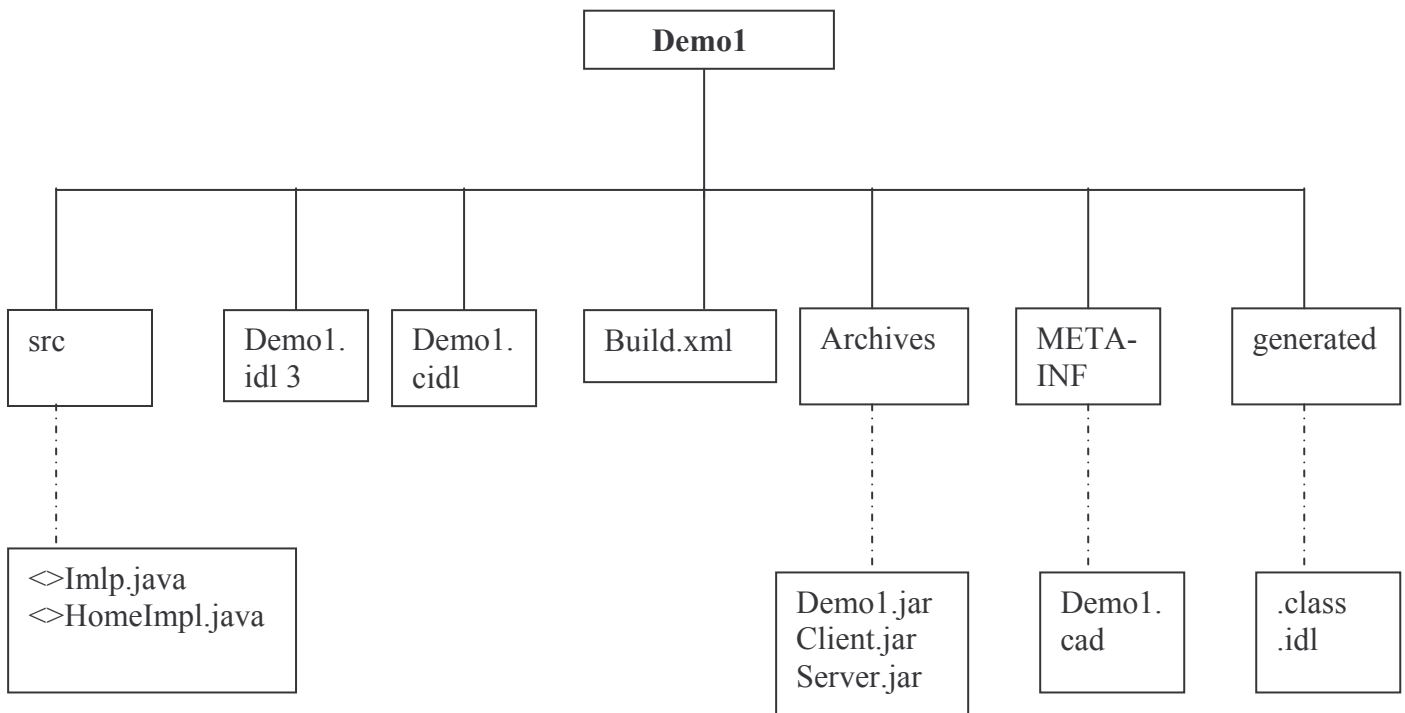 Demo1
src
Demo1.
idl 3
Demo1.
cidl
Build.xml
Archives
META-
INF
generated
<>Imlp.java
<>HomeImpl.java
Demo1.jar
Client.jar
Server.jar
Demo1.
cad
.class
.idl